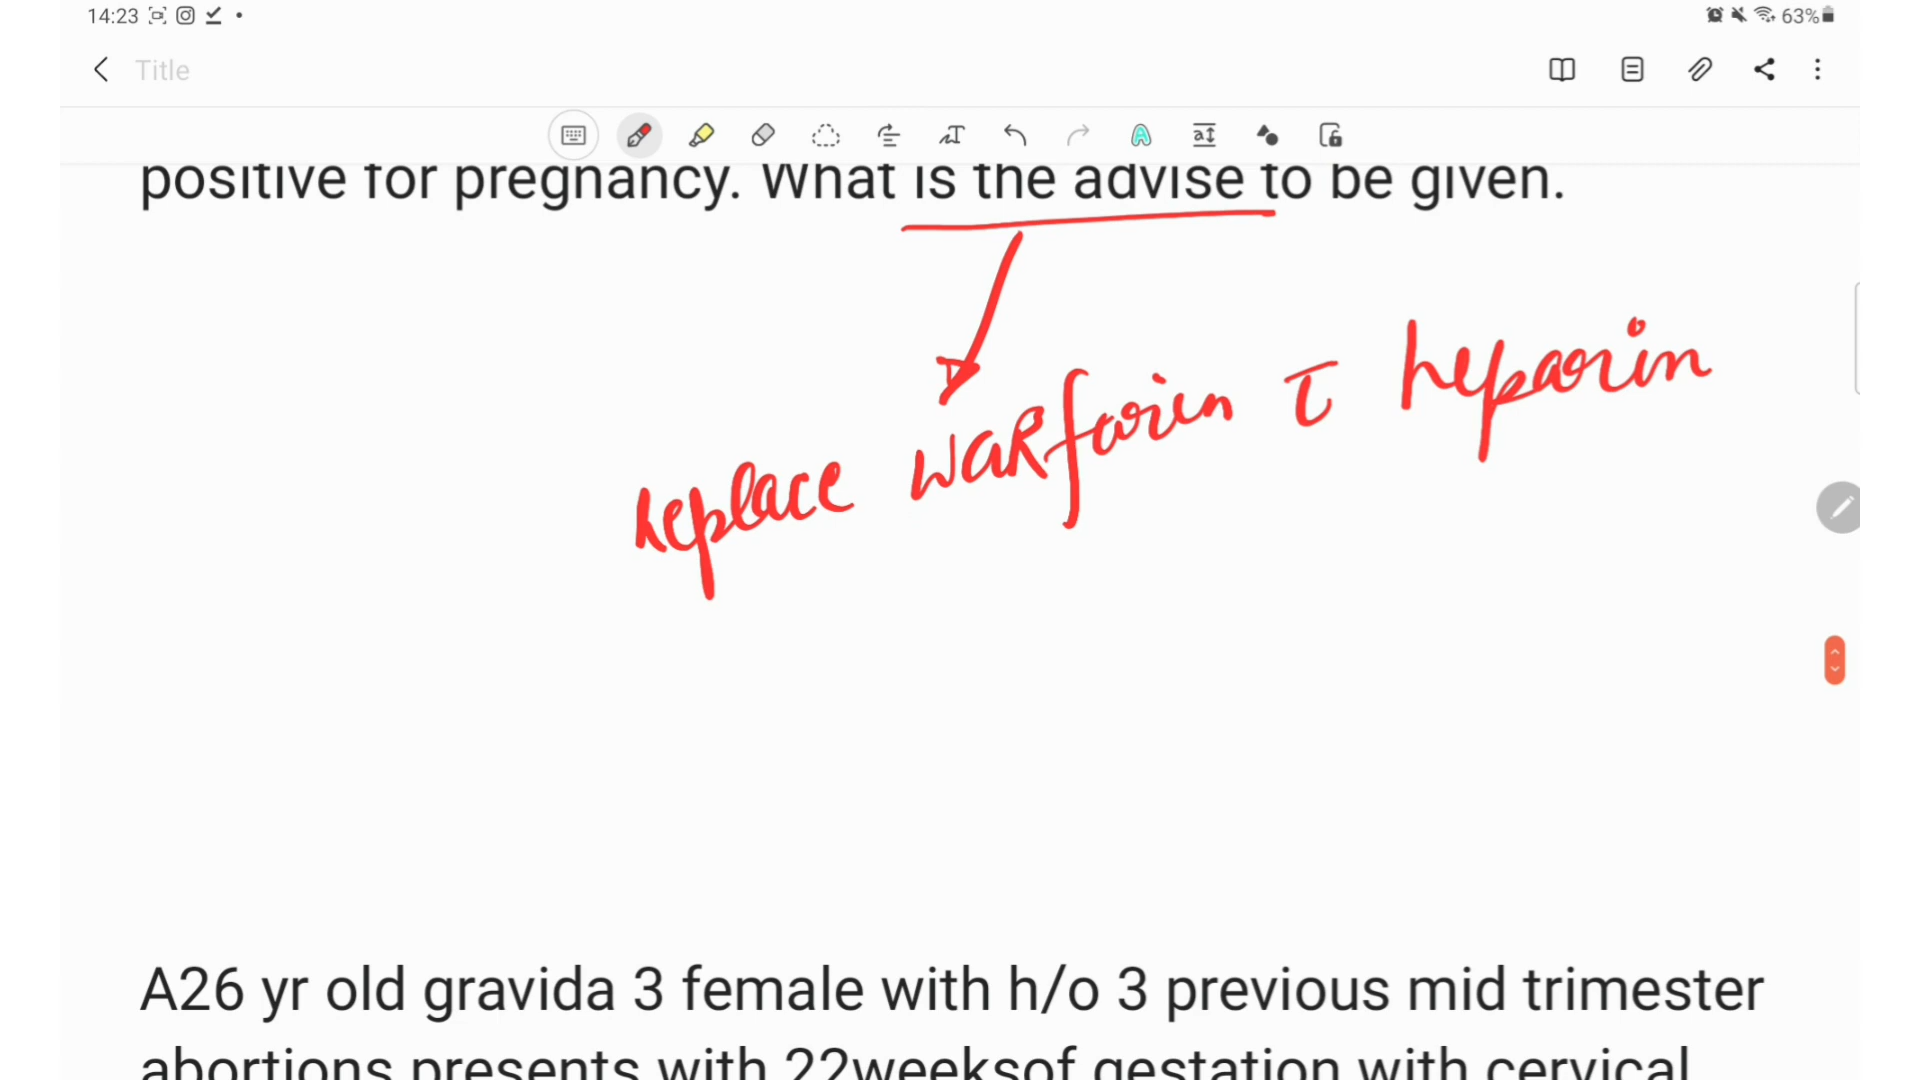 14:23
63%
Title
positive for pregnancy. What is the advise to be given.
replace warfarin c̄ heparin
A26 yr old gravida 3 female with h/o 3 previous mid trimester
abortions presents with 22weeksof gestation with cervical